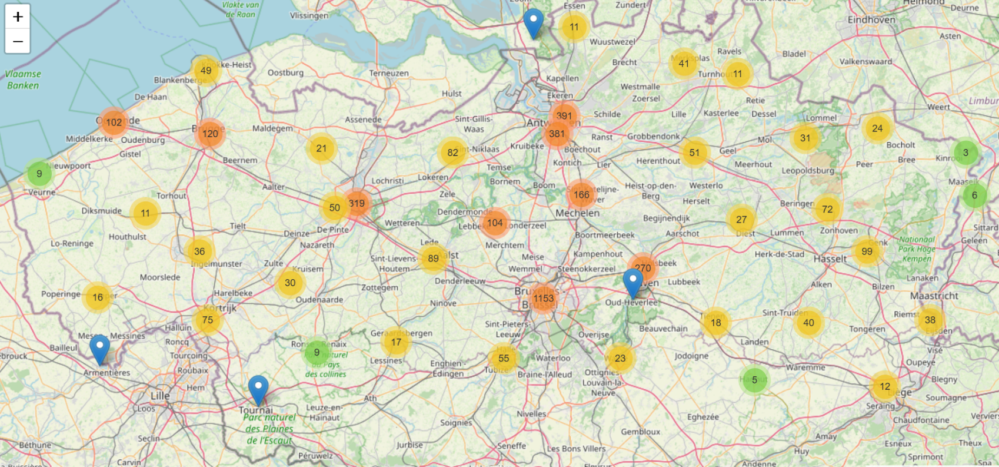 +
−
Vlakte van
de Raan
Vlissingen
Essen
Zundert
Deurne
Eindhoven
11
Wuustwezel
Asten
Ravels
Bladel
Valkenswaard
Vlaamse
Banken
49
Knokke-Heist
Blankenberge
Oostburg
Terneuzen
Brecht
41
Merksplas
Turnhout
11
Kapellen
De Haan
Hulst
Ekeren
Westmalle
Zoersel
Retie
Weert
Limburg
102
Assenede
Sint-Gillis-
Waas
391
Antwerpen
381
Schilde
Lille
Kasterlee
Dessel
Lommel
24
Brugge
120
Maldegem
Middelkerke
Oudenburg
Gistel
21
82
Sint-Niklaas
Kruibeke
Ranst
Boechout
Grobbendonk
Mol
31
Bocholt
Beernem
Temse
Kontich
Lier
Herenthout
51
Geel
Meerhout
Leopoldsburg
Peer
Bree
Kinrooi
3
9
Nieuwpoort
Veurne
Lochristi
Lokeren
Bornem
Boom
Heist-op-den-
Berg
Westerlo
Maaseik
6
Aalter
Torhout
Zele
166
Mechelen
Herselt
Beringen
72
Diksmuide
11
50
319
Dendermonde
Lebbeke
104
Londerzeel
Begijnendijk
27
Diest
Zonhoven
Sittard
Tielt
De Pinte
Wetteren
Deinze
Nazareth
Boortmeerbeek
Aarschot
Lummen
Geleen
Houthulst
Lo-Reninge
Lede
Aalst
Merchtem
Genk
99
Nationaal
Park Hoge
Kempen
36
Ingelmunster
Zulte
Kruisem
Sint-Lievens-
Houtem
89
Meise
Wemmel
Kampenhout
Steenokkerzeel
Holsbeek
270
Herk-de-Stad
Hasselt
Moorslede
30
Zottegem
Denderleeuw
Lubbeek
Alken
Bilzen
Lanaken
Poperinge
16
Harelbeke
Oudenaarde
Ninove
Bruxelles -
Brussel
1153
Oud-Heverlee
Maastricht
Kortrijk
75
Sint-Pieters-
Leeuw
Tienen
18
Sint-Truiden
40
Riemst
38
Eijsden
Halluin
Geraardsbergen
17
Overijse
Beauvechain
Tongeren
Mesen - Messines
Bailleul
Roncq
Ronse - Renaix
9
Parc naturel
du Pays
des collines
Lessines
Halle
55
Tubize
Waterloo
23
Jodoigne
Landen
Visé
Oupeye
Tourcoing
Roubaix
Enghien -
Edingen
Braine-l'Alleud
Ottignies-
Louvain-la-
Neuve
Waremme
Blegny
Armentières
Hem
5
Hannut
12
Liège
Lille
Loos
Tournai
Parc naturel
des Plaines
de l'Escaut
Ath
Leuze-en-
Hainaut
Seraing
Soumagne
Soignies
Nivelles
Eghezée
Chaudfontaine
Verviers
Seclin
Gembloux
Amay
Béthune
Jurbise
Seneffe
Les Bons Villers
Huy
Esneux
Theux
Péruwelz
Sprimont
Carvin
Andenne
Spa